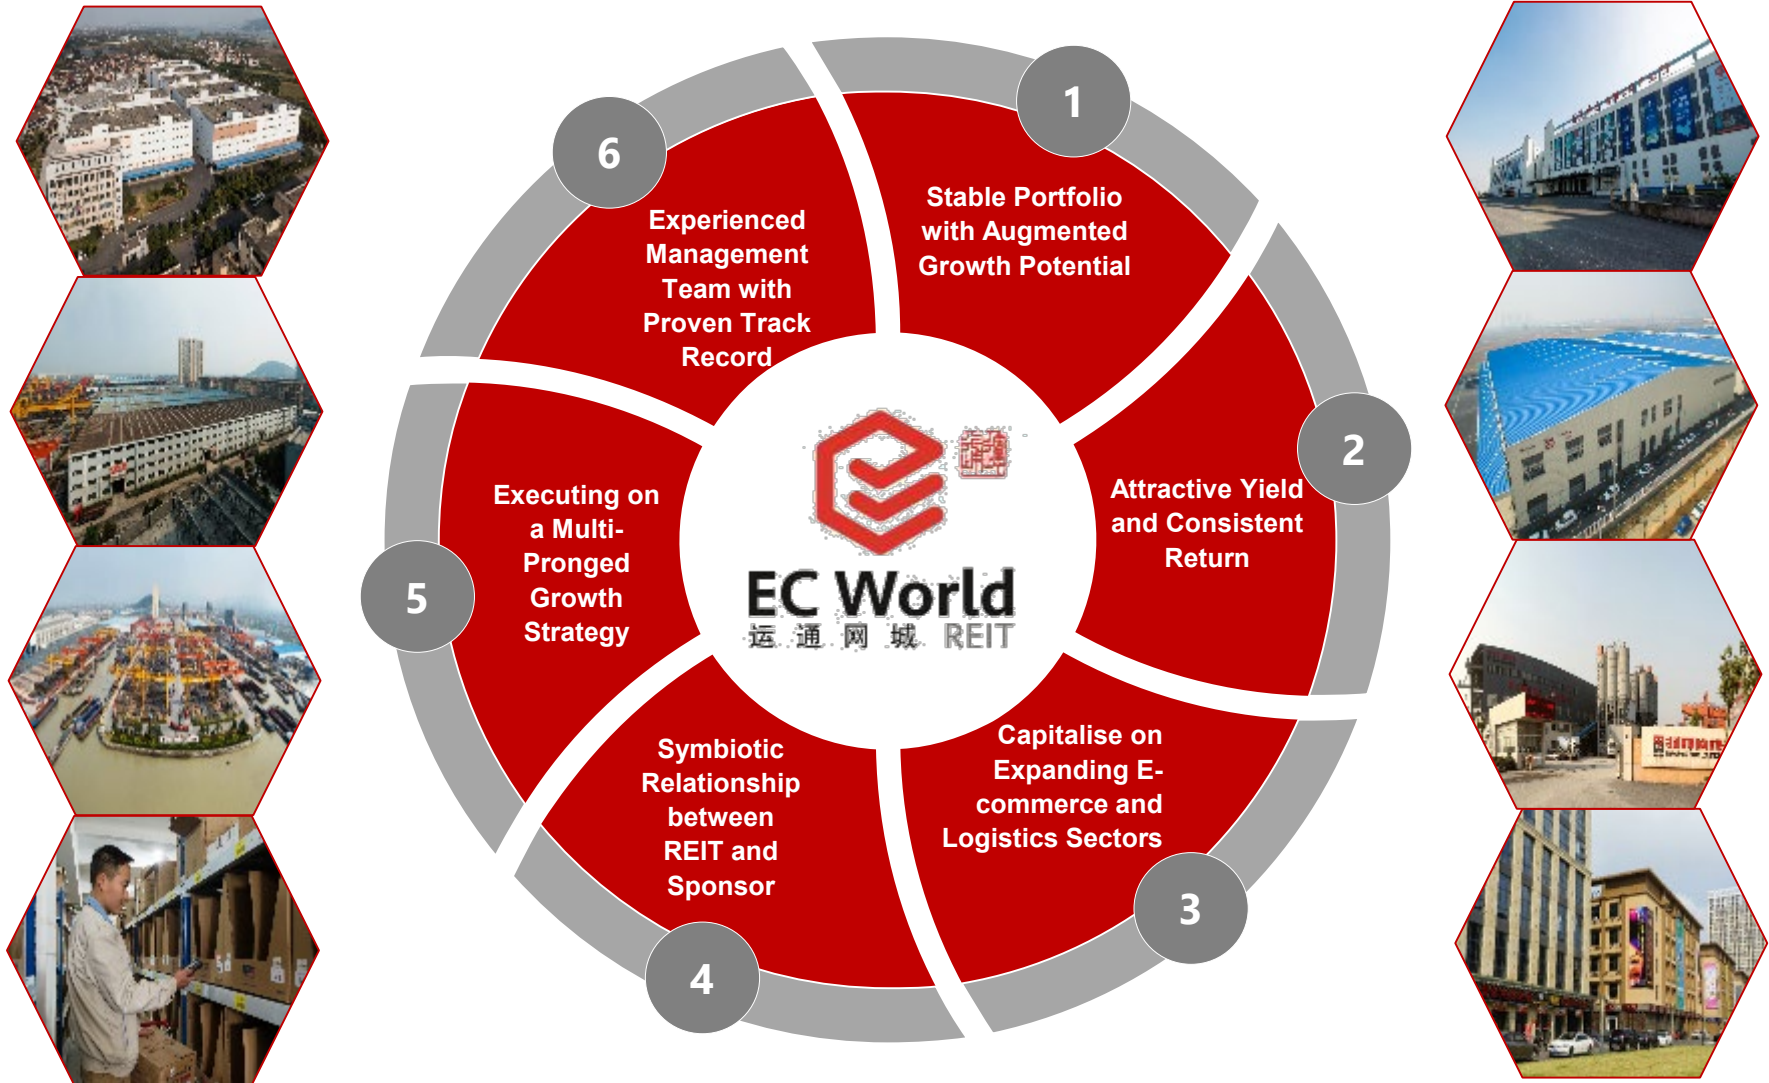 1
Stable Portfolio
with Augmented
Growth Potential
2
Attractive Yield
and Consistent
Return
Capitalise on
Expanding E-
commerce and
Logistics Sectors
3
Symbiotic
Relationship
between
REIT and
Sponsor
4
Executing on
a Multi-
Pronged
Growth
Strategy
5
6
Experienced
Management
Team with
Proven Track
Record
EC World
运通网城 REIT